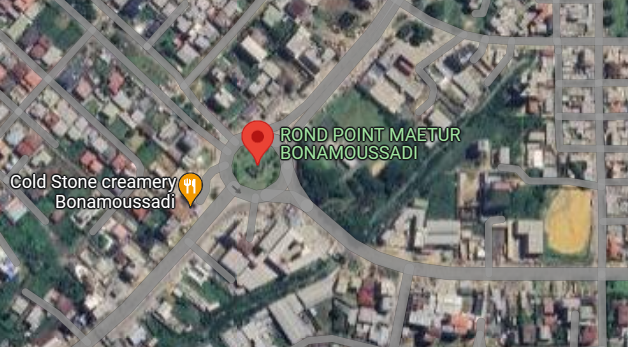 ROND POINT MAETUR
BONAMOUSSADI
Cold Stone creamery
Bonamoussadi